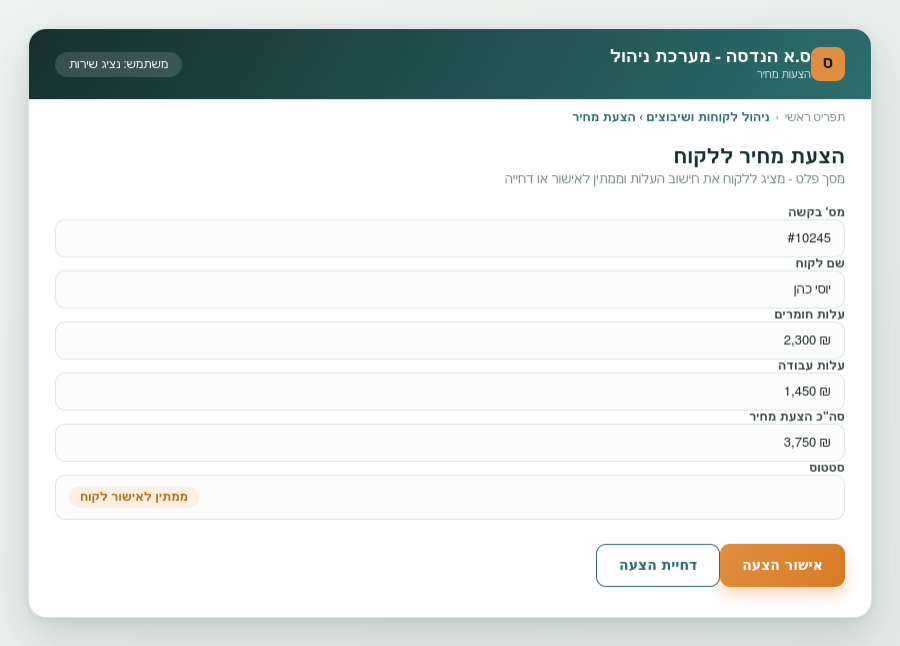 ס
ס.א הנדסה - מערכת ניהול
הצעות מחיר
משתמש: נציג שירות
תפריט ראשי › ניהול לקוחות ושיבוצים › הצעת מחיר
הצעת מחיר ללקוח
מסך פלט - מציג ללקוח את חישוב העלות וממתין לאישור או דחייה
מס' בקשה
#10245
שם לקוח
יוסי כהן
עלות חומרים
₪ 2,300
עלות עבודה
₪ 1,450
סה"כ הצעת מחיר
₪ 3,750
סטטוס
ממתין לאישור לקוח
אישור הצעה
דחיית הצעה